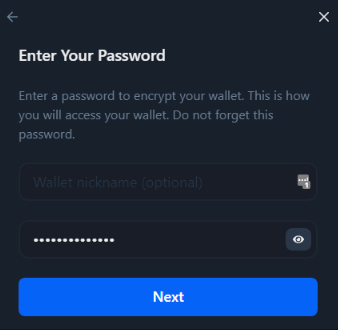 Enter Your Password
Enter a password to encrypt your wallet. This is how
you will access your wallet. Do not forget this
password.
Wallet nickname (optional)
••••••••••••••
Next